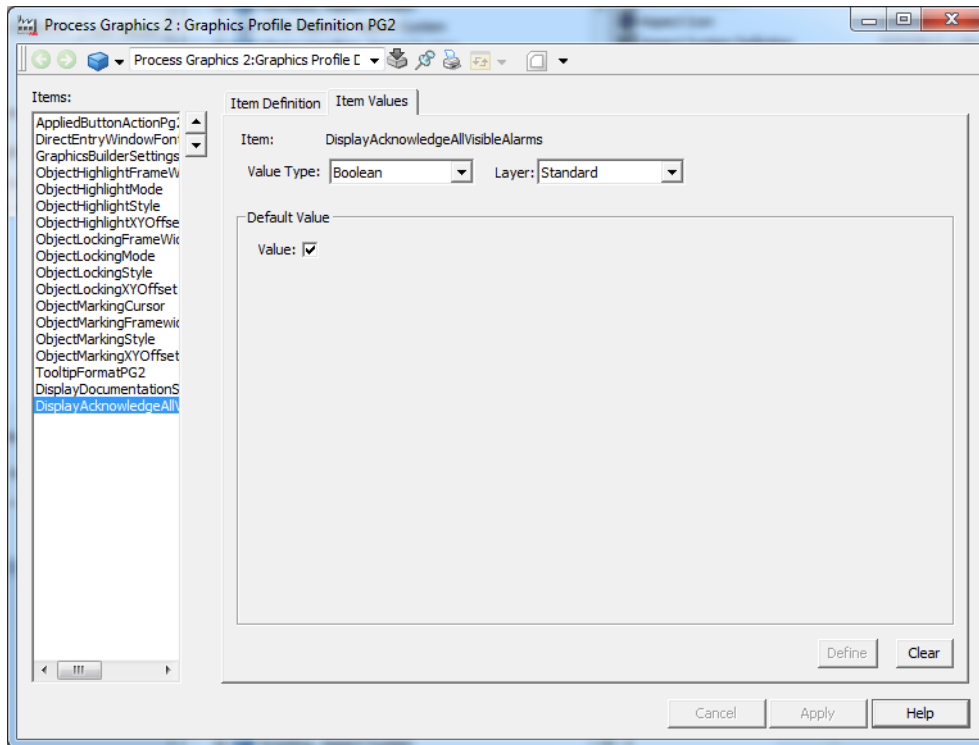 Process Graphics 2 : Graphics Profile Definition PG2
Process Graphics 2:Graphics Profile D
Items:
AppliedButtonActionPg2
DirectEntryWindowFont
GraphicsBuilderSettings
ObjectHighlightFrameW
ObjectHighlightMode
ObjectHighlightStyle
ObjectHighlightXYOffse
ObjectLockingFrameWid
ObjectLockingMode
ObjectLockingStyle
ObjectLockingXYOffset
ObjectMarkingCursor
ObjectMarkingFramewid
ObjectMarkingStyle
ObjectMarkingXYOffset
TooltipFormatPG2
DisplayDocumentationS
DisplayAcknowledgeAllV
Item Definition Item Values
Item: DisplayAcknowledgeAllVisibleAlarms
Value Type: Boolean Layer: Standard
Default Value
Value:
Define Clear
Cancel Apply Help